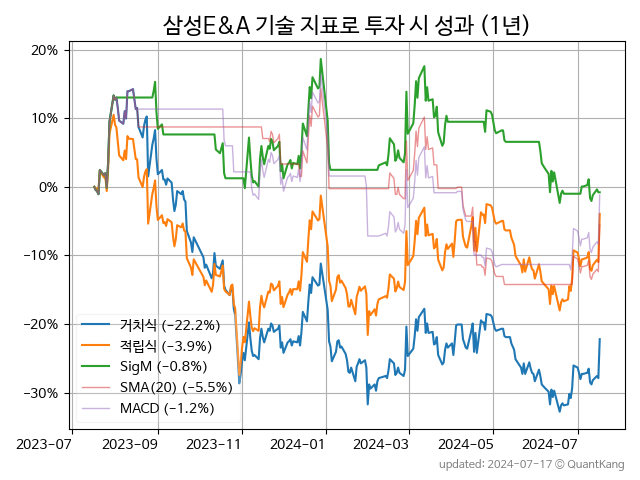 삼성E&A 기술 지표로 투자 시 성과 (1년)
20%
10%
0%
−10%
−20%
−30%
거치식 (−22.2%)
적립식 (−3.9%)
SigM (−0.8%)
SMA(20) (−5.5%)
MACD (−1.2%)
2023-07 2023-09 2023-11 2024-01 2024-03 2024-05 2024-07
updated: 2024-07-17 © QuantKang